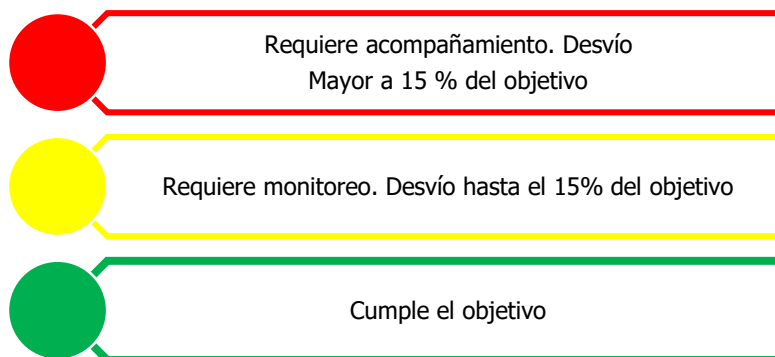 Requiere acompañamiento. Desvío
Mayor a 15 % del objetivo
Requiere monitoreo. Desvío hasta el 15% del objetivo
Cumple el objetivo